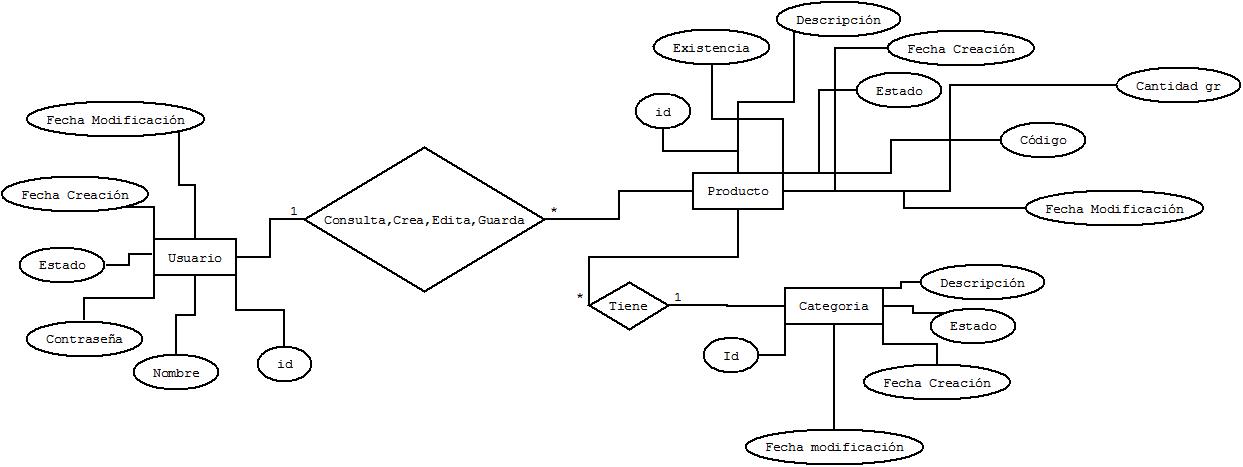 Descripción
Existencia
Fecha Creación
Estado
Cantidad gr
id
Código
Fecha Modificación
Producto
Fecha Modificación
Fecha Creación
1
Consulta,Crea,Edita,Guarda
*
Usuario
Estado
Contraseña
Nombre
id
*
Tiene
1
Categoria
Descripción
Estado
Id
Fecha Creación
Fecha modificación